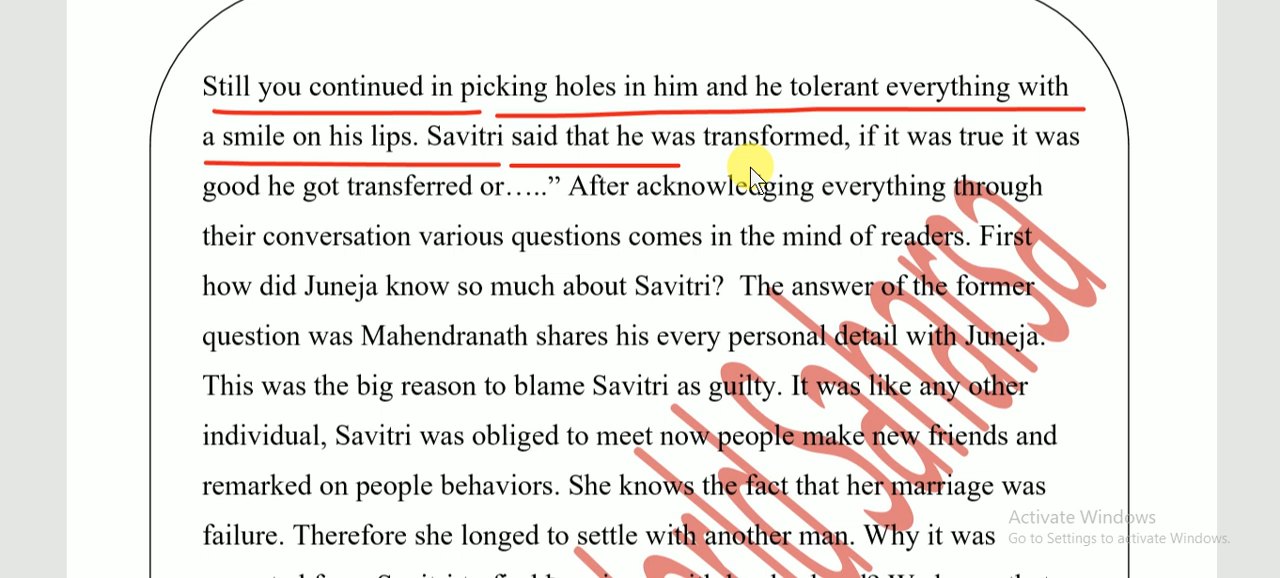 Still you continued in picking holes in him and he tolerant everything with
a smile on his lips. Savitri said that he was transformed, if it was true it was
good he got transferred or…..” After acknowledging everything through
their conversation various questions comes in the mind of readers. First
how did Juneja know so much about Savitri?  The answer of the former
question was Mahendranath shares his every personal detail with Juneja.
This was the big reason to blame Savitri as guilty. It was like any other
individual, Savitri was obliged to meet now people make new friends and
remarked on people behaviors. She knows the fact that her marriage was
failure. Therefore she longed to settle with another man. Why it was
Activate Windows
Go to Settings to activate Windows.
Saharsa